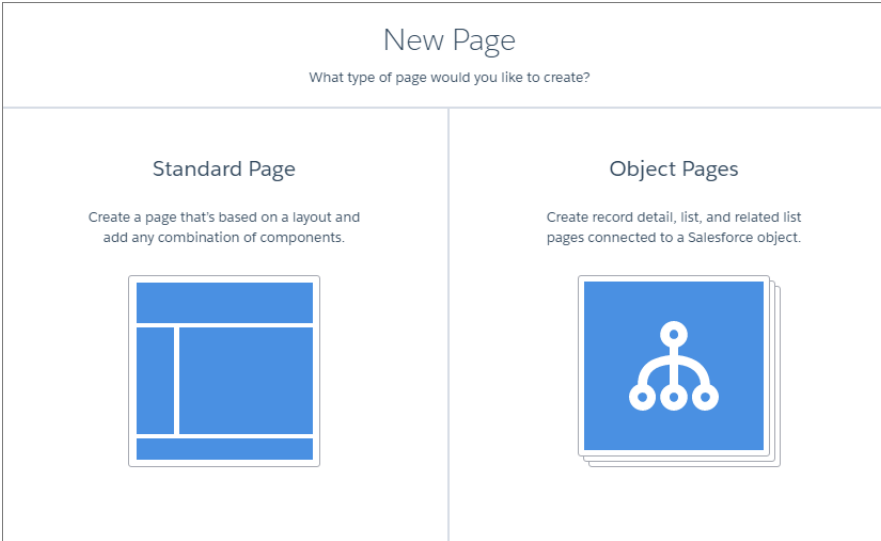 New Page
What type of page would you like to create?
Standard Page
Create a page that's based on a layout and
add any combination of components.
Object Pages
Create record detail, list, and related list
pages connected to a Salesforce object.